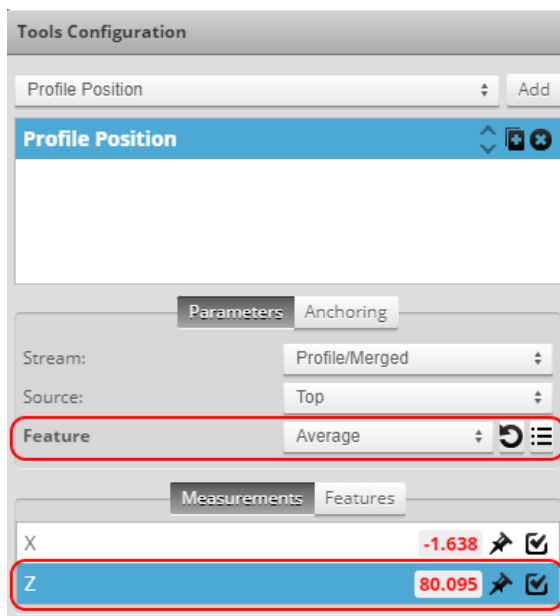 Tools Configuration
Profile Position Add
Profile Position
Parameters Anchoring
Stream: Profile/Merged
Source: Top
Feature Average
Measurements Features
X -1.638
Z 80.095